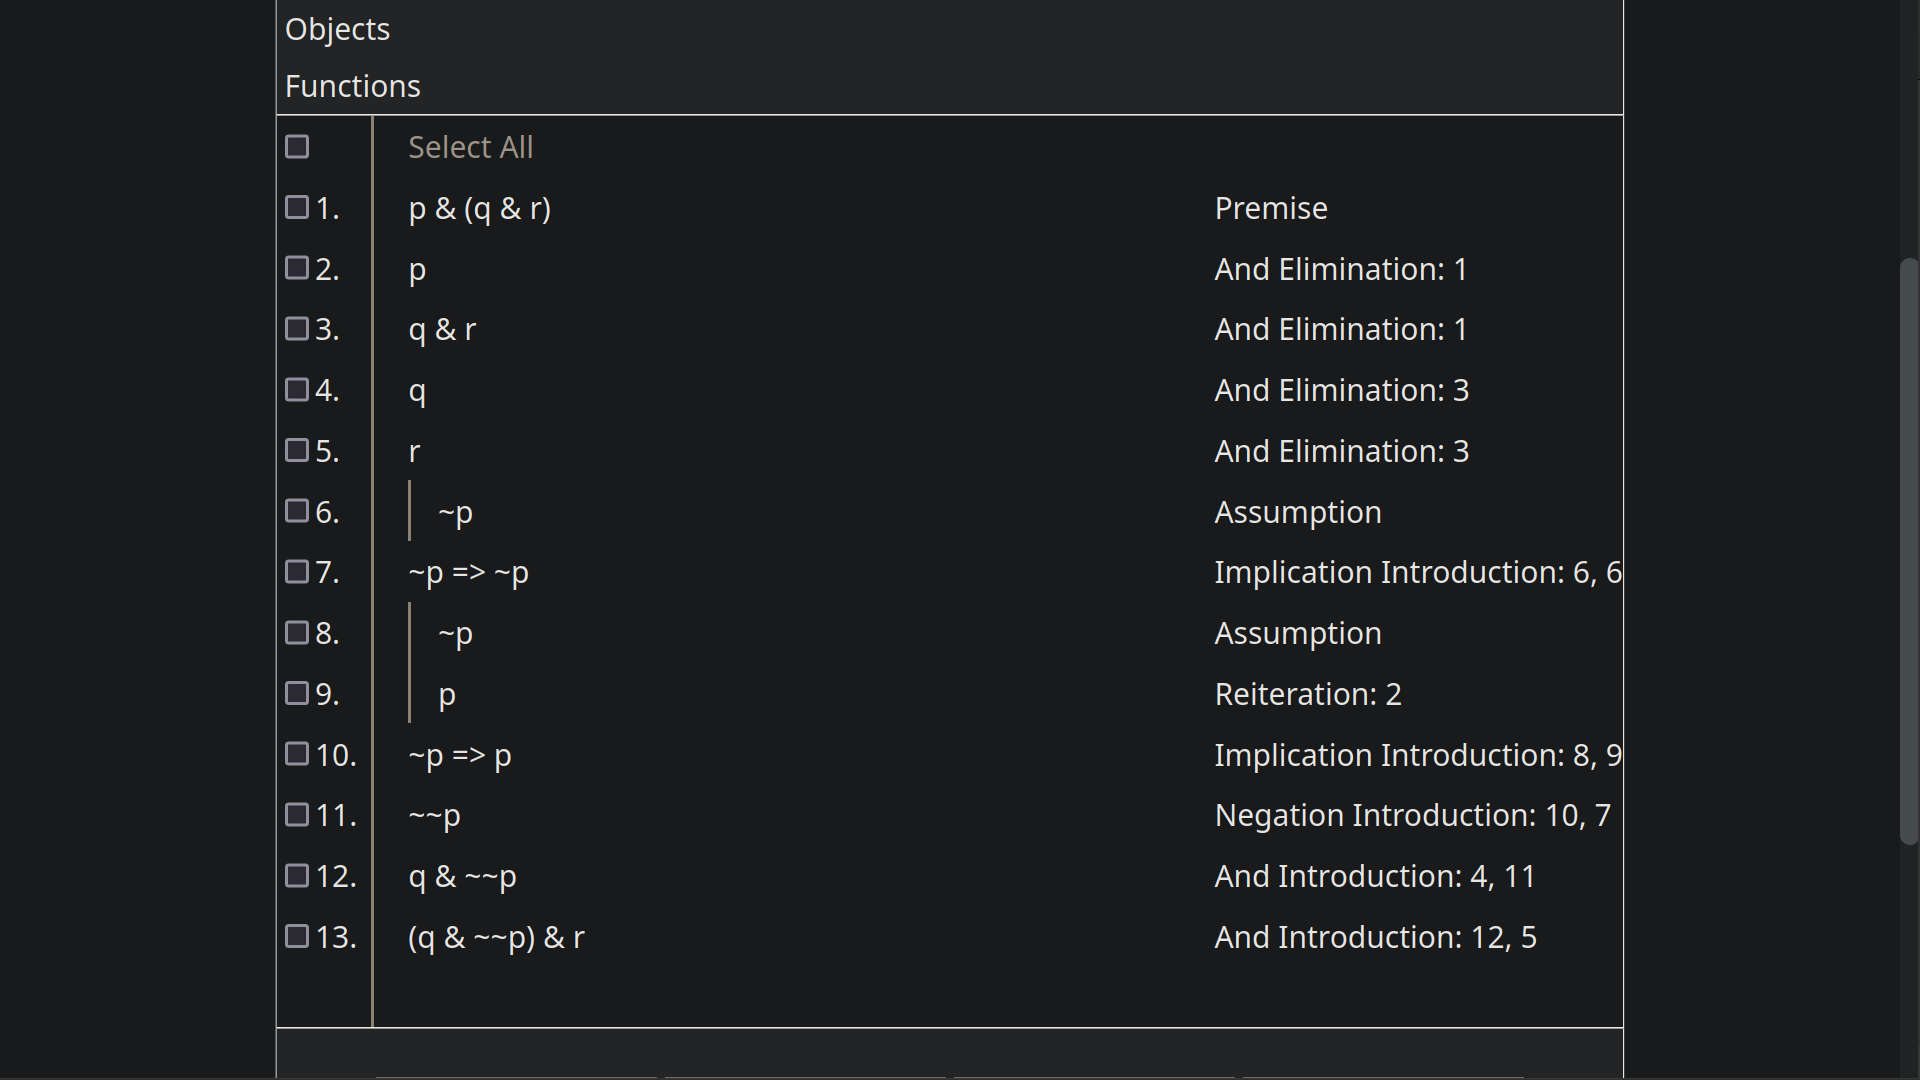 Objects
Functions
Select All
1. p & (q & r) Premise
2. p And Elimination: 1
3. q & r And Elimination: 1
4. q And Elimination: 3
5. r And Elimination: 3
6. ~p Assumption
7. ~p => ~p Implication Introduction: 6, 6
8. ~p Assumption
9. p Reiteration: 2
10. ~p => p Implication Introduction: 8, 9
11. ~~p Negation Introduction: 10, 7
12. q & ~~p And Introduction: 4, 11
13. (q & ~~p) & r And Introduction: 12, 5